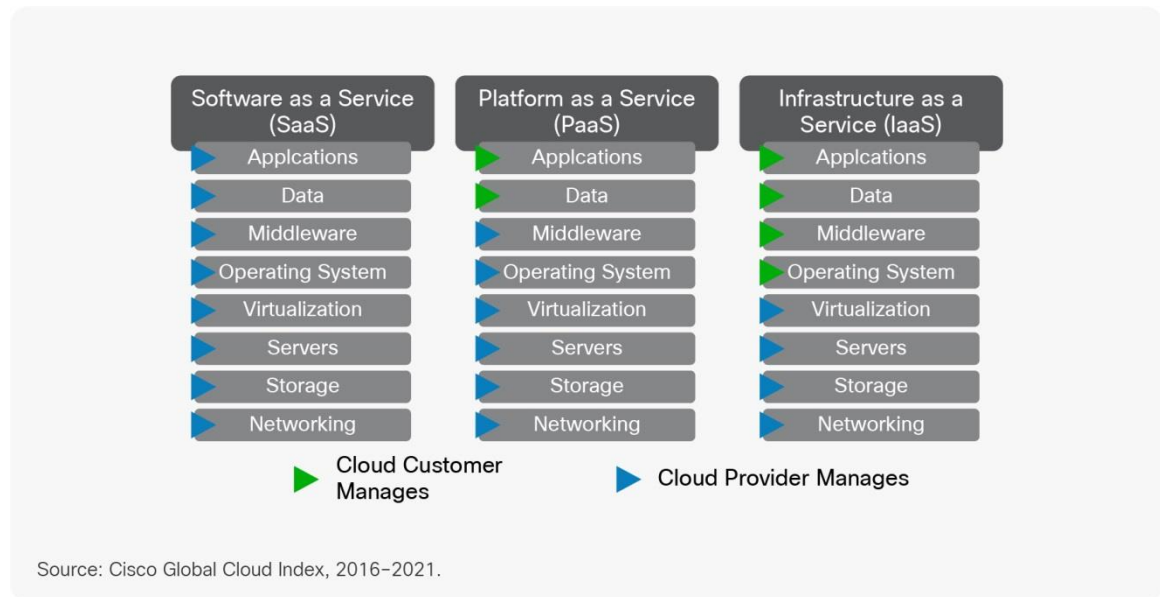 Software as a Service
(SaaS)
Applcations
Data
Middleware
Operating System
Virtualization
Servers
Storage
Networking
Platform as a Service
(PaaS)
Applcations
Data
Middleware
Operating System
Virtualization
Servers
Storage
Networking
Infrastructure as a
Service (IaaS)
Applcations
Data
Middleware
Operating System
Virtualization
Servers
Storage
Networking
Cloud Customer
Manages
Cloud Provider Manages
Source: Cisco Global Cloud Index, 2016–2021.